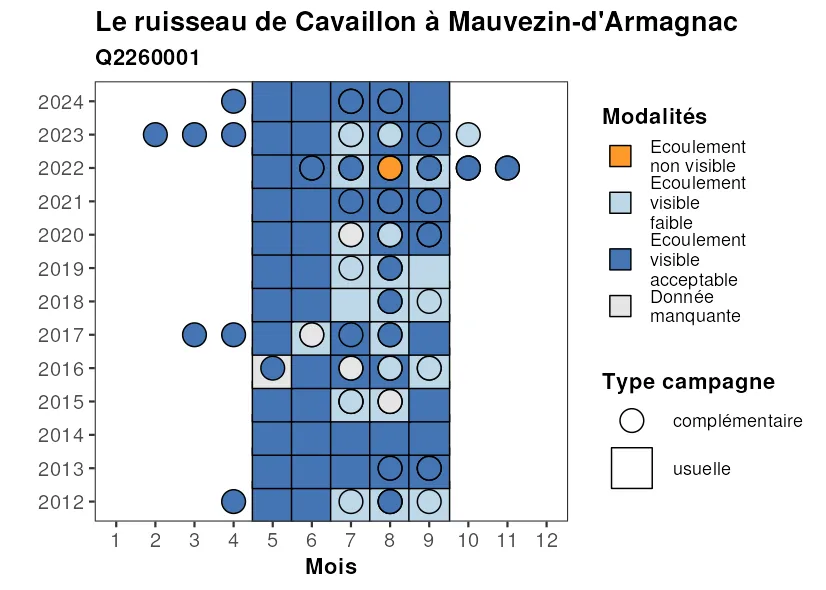 Le ruisseau de Cavaillon à Mauvezin-d'Armagnac
Q2260001
2024
2023
2022
2021
2020
2019
2018
2017
2016
2015
2014
2013
2012
1 2 3 4 5 6 7 8 9 10 11 12
Mois
Modalités
Ecoulement
non visible
Ecoulement
visible
faible
Ecoulement
visible
acceptable
Donnée
manquante
Type campagne
complémentaire
usuelle